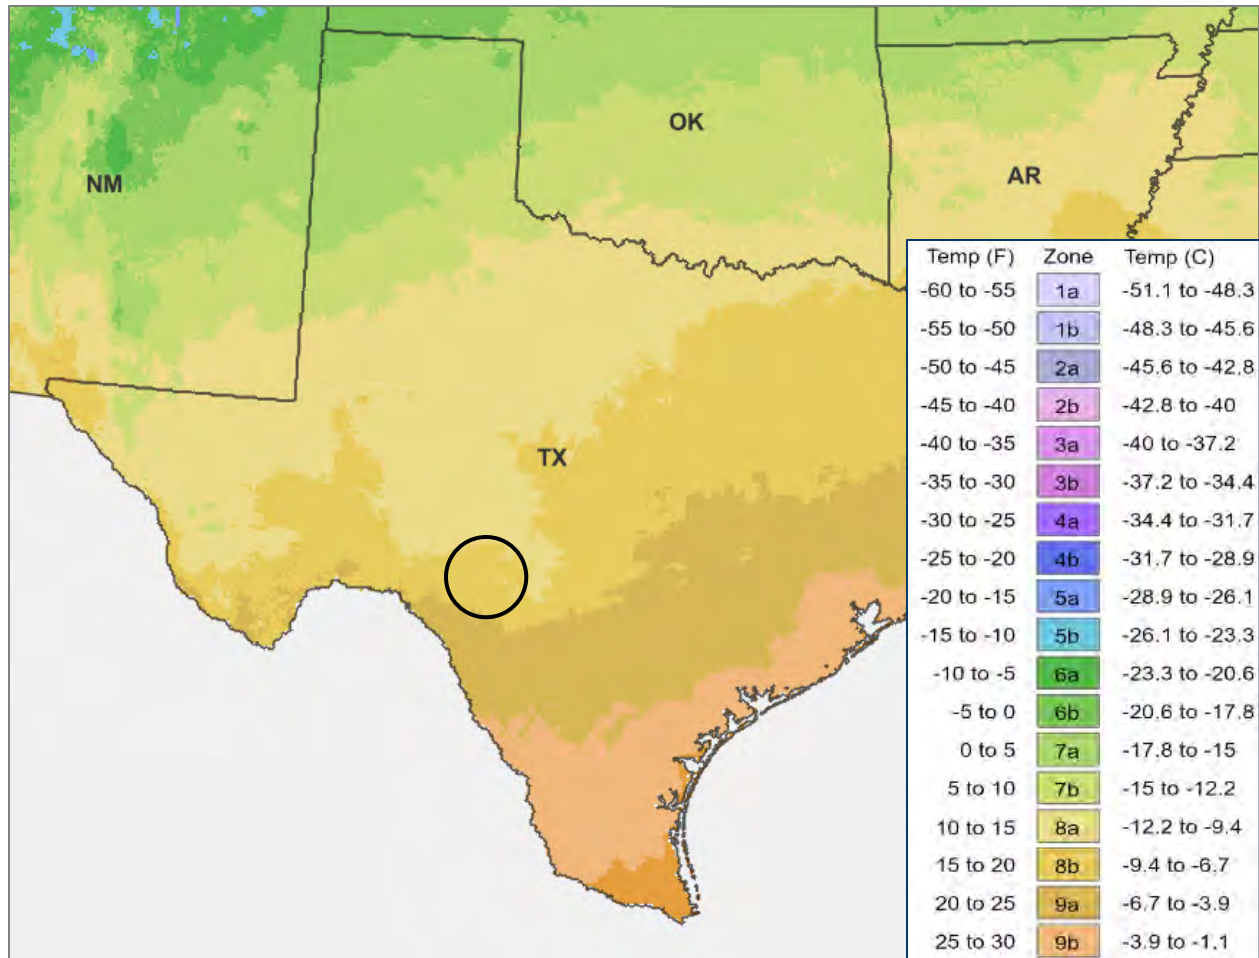 OK
NM
AR
TX
Temp (F) Zone Temp (C)
-60 to -55 1a -51.1 to -48.3
-55 to -50 1b -48.3 to -45.6
-50 to -45 2a -45.6 to -42.8
-45 to -40 2b -42.8 to -40
-40 to -35 3a -40 to -37.2
-35 to -30 3b -37.2 to -34.4
-30 to -25 4a -34.4 to -31.7
-25 to -20 4b -31.7 to -28.9
-20 to -15 5a -28.9 to -26.1
-15 to -10 5b -26.1 to -23.3
-10 to -5 6a -23.3 to -20.6
-5 to 0 6b -20.6 to -17.8
0 to 5 7a -17.8 to -15
5 to 10 7b -15 to -12.2
10 to 15 8a -12.2 to -9.4
15 to 20 8b -9.4 to -6.7
20 to 25 9a -6.7 to -3.9
25 to 30 9b -3.9 to -1.1